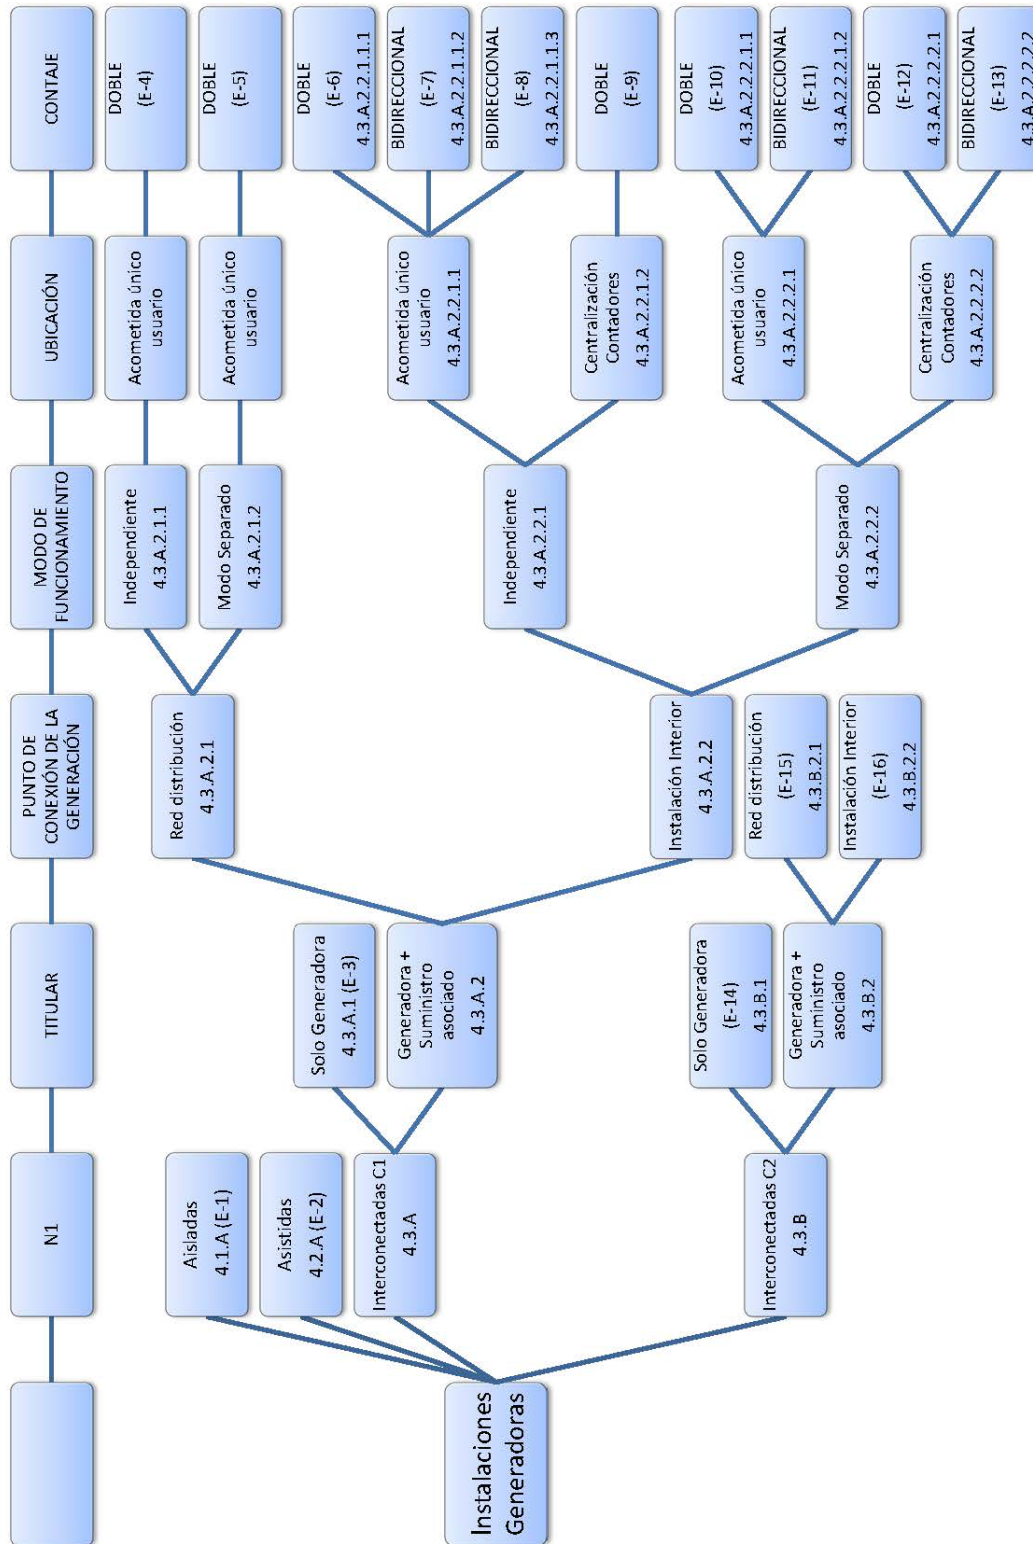 N1
TITULAR
PUNTO DE
CONEXIÓN DE LA
GENERACIÓN
MODO DE
FUNCIONAMIENTO
UBICACIÓN
CONTAJE
Instalaciones
Generadoras
Aisladas
4.1.A (E-1)
Asistidas
4.2.A (E-2)
Interconectadas C1
4.3.A
Solo Generadora
4.3.A.1 (E-3)
Generadora +
Suministro
asociado
4.3.A.2
Red distribución
4.3.A.2.1
Independiente
4.3.A.2.1.1
Acometida único
usuario
DOBLE
(E-4)
Modo Separado
4.3.A.2.1.2
Acometida único
usuario
DOBLE
(E-5)
Instalación Interior
4.3.A.2.2
Independiente
4.3.A.2.2.1
Acometida único
usuario
4.3.A.2.2.1.1
DOBLE
(E-6)
4.3.A.2.2.1.1.1
BIDIRECCIONAL
(E-7)
4.3.A.2.2.1.1.2
BIDIRECCIONAL
(E-8)
4.3.A.2.2.1.1.3
Centralización
Contadores
4.3.A.2.2.1.2
DOBLE
(E-9)
Modo Separado
4.3.A.2.2.2
Acometida único
usuario
4.3.A.2.2.2.1
DOBLE
(E-10)
4.3.A.2.2.2.1.1
BIDIRECCIONAL
(E-11)
4.3.A.2.2.2.1.2
Centralización
Contadores
4.3.A.2.2.2.2
DOBLE
(E-12)
4.3.A.2.2.2.2.1
BIDIRECCIONAL
(E-13)
4.3.A.2.2.2.2.2
Interconectadas C2
4.3.B
Solo Generadora
(E-14)
4.3.B.1
Generadora +
Suministro
asociado
4.3.B.2
Red distribución
(E-15)
4.3.B.2.1
Instalación Interior
(E-16)
4.3.B.2.2